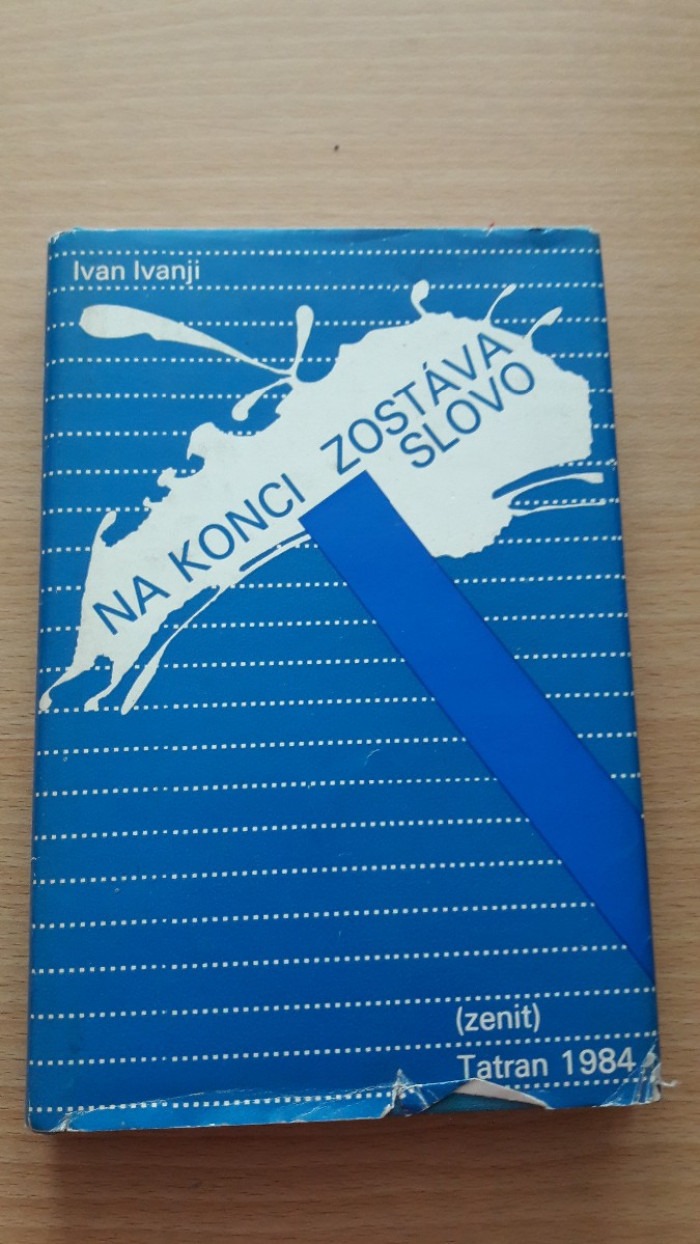 Ivan Ivanji
NA KONCI ZOSTÁVA
SLOVO
(zenit)
Tatran 1984